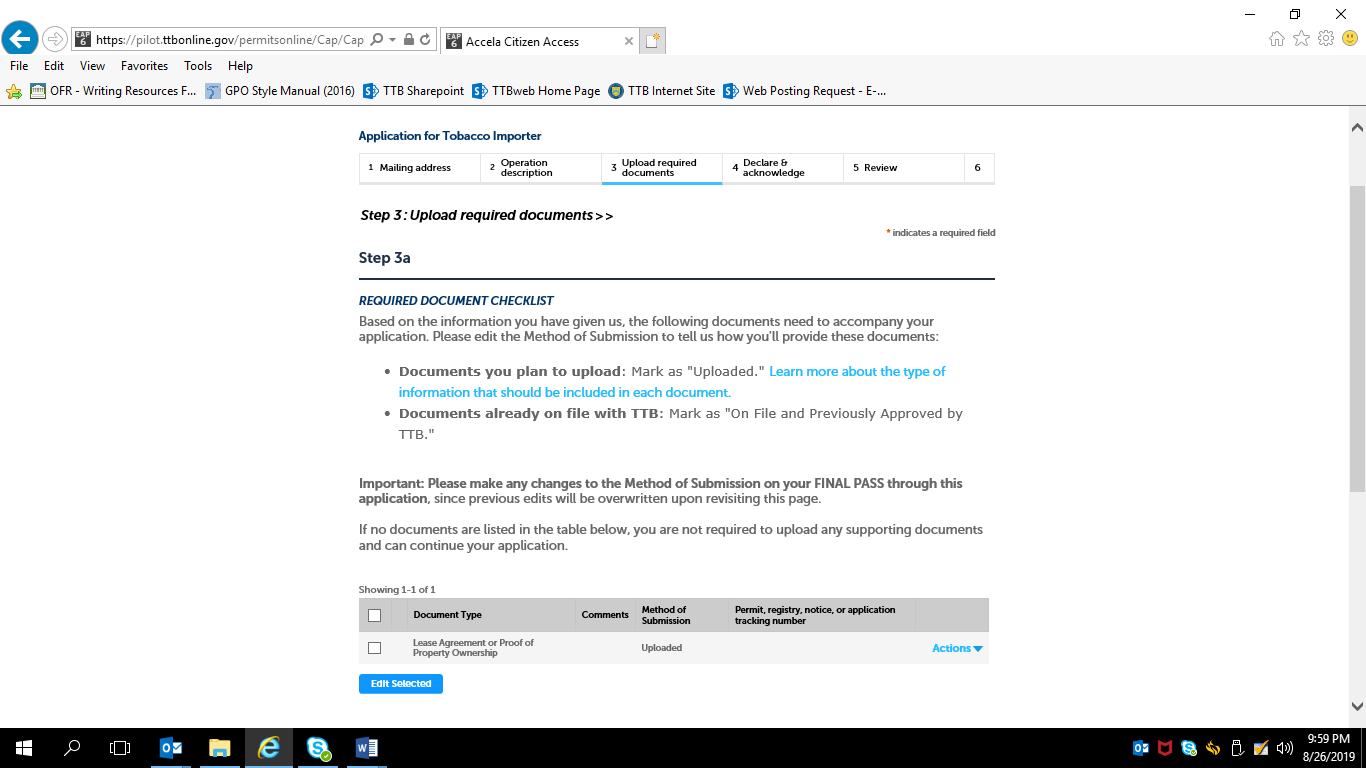 https://pilot.ttbonline.gov/permitsonline/Cap/Cap
EAP 6
Accela Citizen Access
File Edit View Favorites Tools Help
OFR - Writing Resources F... GPO Style Manual (2016) TTB Sharepoint TTBweb Home Page TTB Internet Site Web Posting Request - E-...
Application for Tobacco Importer
1 Mailing address
2 Operation description
3 Upload required documents
4 Declare & acknowledge
5 Review
6
Step 3 : Upload required documents>>
* indicates a required field
Step 3a
REQUIRED DOCUMENT CHECKLIST
Based on the information you have given us, the following documents need to accompany your
application. Please edit the Method of Submission to tell us how you'll provide these documents:
• Documents you plan to upload: Mark as "Uploaded." Learn more about the type of
information that should be included in each document.
• Documents already on file with TTB: Mark as "On File and Previously Approved by
TTB."
Important: Please make any changes to the Method of Submission on your FINAL PASS through this
application, since previous edits will be overwritten upon revisiting this page.
If no documents are listed in the table below, you are not required to upload any supporting documents
and can continue your application.
Showing 1-1 of 1
Document Type
Comments
Method of
Submission
Permit, registry, notice, or application
tracking number
Lease Agreement or Proof of
Property Ownership
Uploaded
Actions
Edit Selected
9:59 PM
8/26/2019